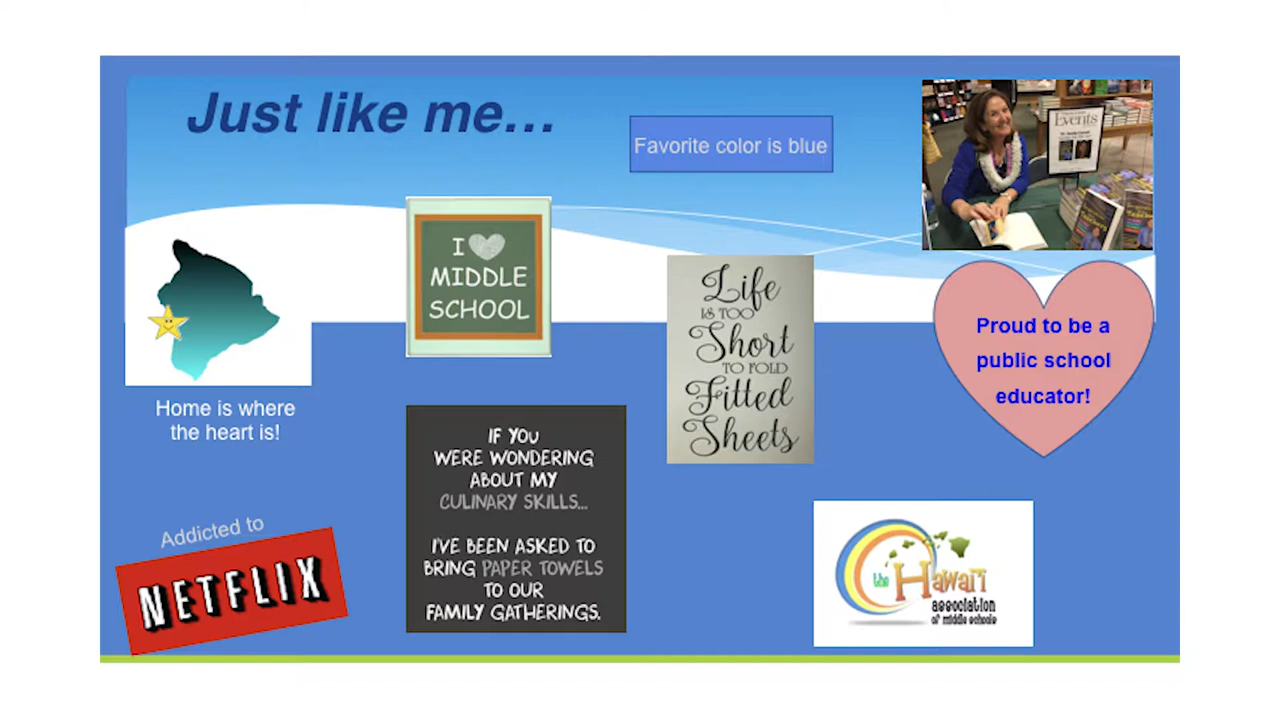 Just like me...
Favorite color is blue
Events
I
MIDDLE
SCHOOL
Life
IS TOO
Short
TO FOLD
Fitted
Sheets
Proud to be a
public school
educator!
Home is where
the heart is!
IF YOU
WERE WONDERING
ABOUT MY
CULINARY SKILLS...
I'VE BEEN ASKED TO
BRING PAPER TOWELS
TO OUR
FAMILY GATHERINGS.
Addicted to
NETFLIX
the Hawai'i
association
of middle schools